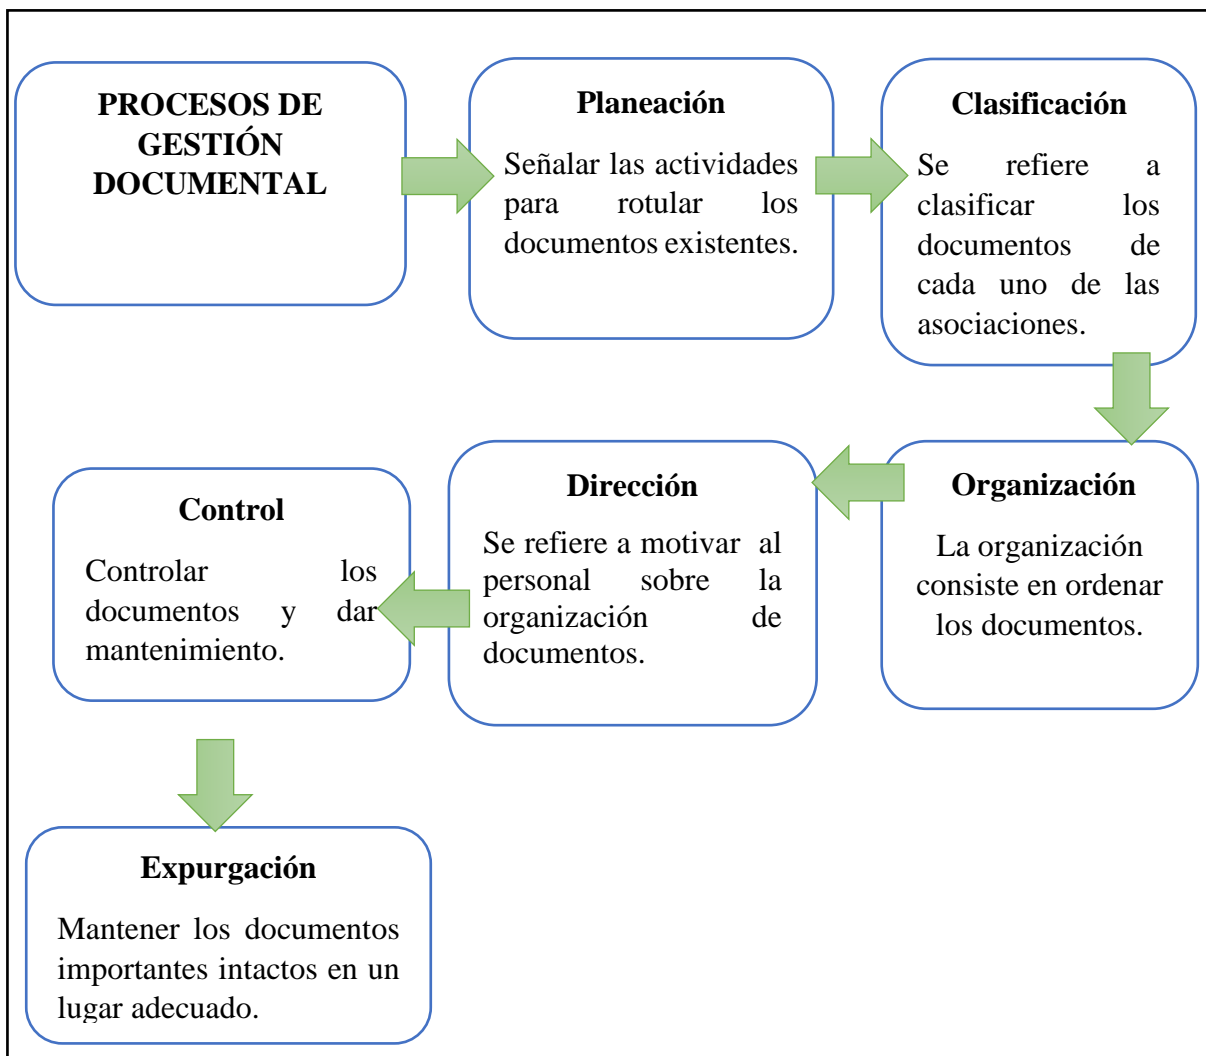 PROCESOS DE
GESTIÓN
DOCUMENTAL
Planeación
Señalar las actividades
para rotular los
documentos existentes.
Clasificación
Se refiere a
clasificar los
documentos de
cada uno de las
asociaciones.
Organización
La organización
consiste en ordenar
los documentos.
Dirección
Se refiere a motivar al
personal sobre la
organización de
documentos.
Control
Controlar los
documentos y dar
mantenimiento.
Expurgación
Mantener los documentos
importantes intactos en un
lugar adecuado.